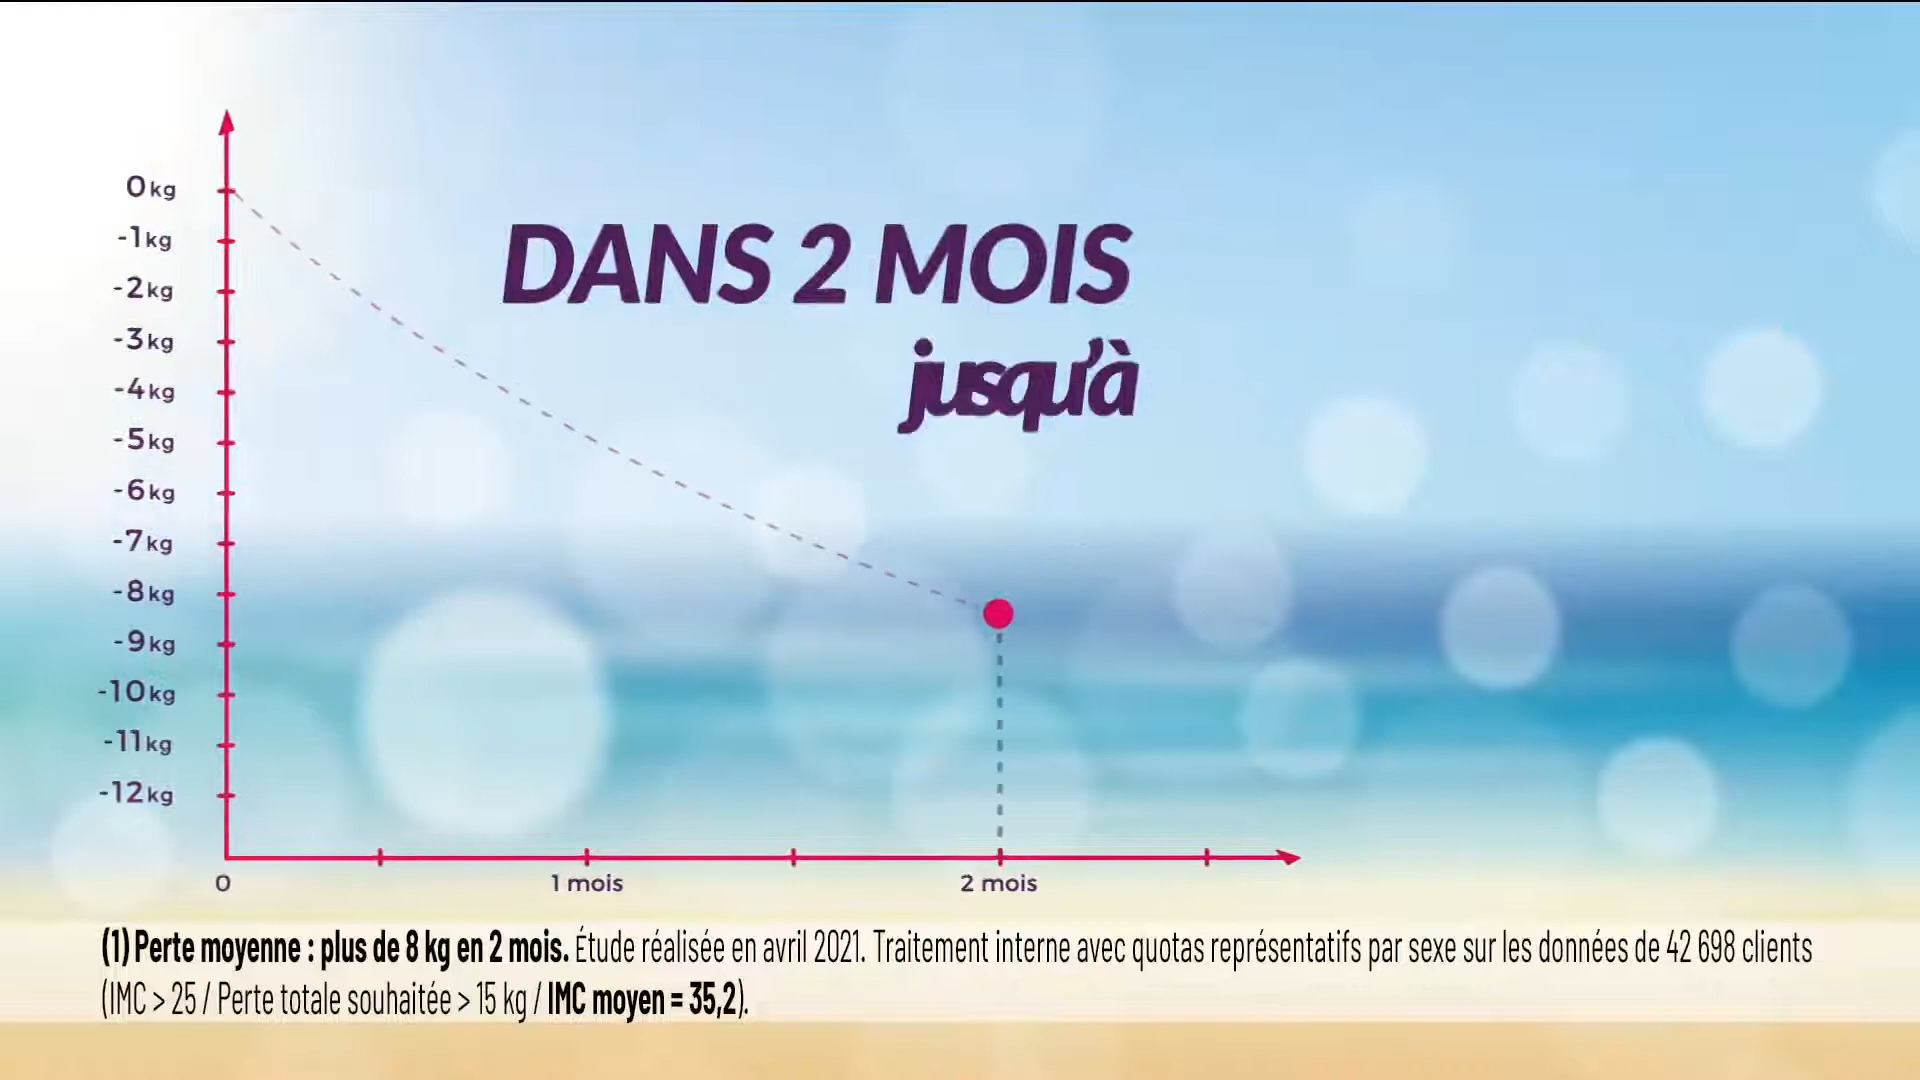 0kg
-1kg
-2kg
-3kg
-4kg
-5kg
-6kg
-7kg
-8kg
-9kg
-10kg
-11kg
-12kg
DANS 2 MOIS
jusqu'à
0
1 mois
2 mois
(1) Perte moyenne : plus de 8 kg en 2 mois. Étude réalisée en avril 2021. Traitement interne avec quotas représentatifs par sexe sur les données de 42 698 clients
(IMC > 25 / Perte totale souhaitée > 15 kg / IMC moyen = 35,2).